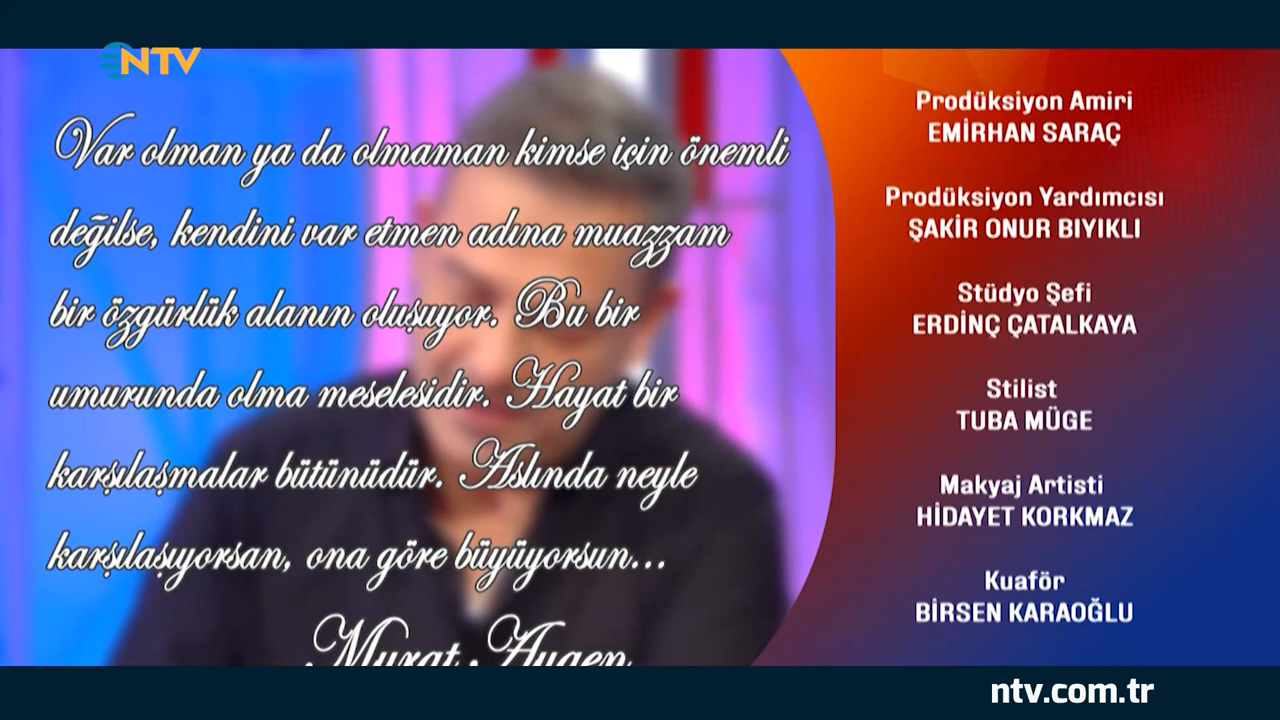 NTV
Var olman ya da olmaman kimse için önemli
değilse, kendini var etmen adına muazzam
bir özgürlük alanın oluşuyor. Bu bir
umurunda olma meselesidir. Hayat bir
karşılaşmalar bütünüdür. Aslında neyle
karşılaşıyorsan, ona göre büyüyorsun...
Murat Aygen
Prodüksiyon Amiri
EMİRHAN SARAÇ
Prodüksiyon Yardımcısı
ŞAKİR ONUR BIYIKLI
Stüdyo Şefi
ERDİNÇ ÇATALKAYA
Stilist
TUBA MÜGE
Makyaj Artisti
HİDAYET KORKMAZ
Kuaför
BİRSEN KARAOĞLU
ntv.com.tr